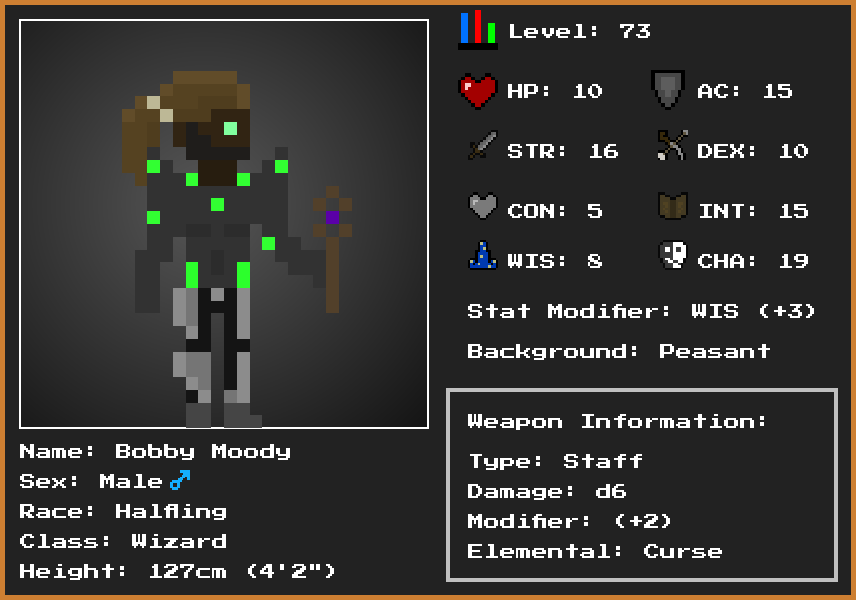 Level: 73
HP: 10 AC: 15
STR: 16 DEX: 10
CON: 5 INT: 15
WIS: 8 CHA: 19
Stat Modifier: WIS (+3)
Background: Peasant
Weapon Information:
Type: Staff
Damage: d6
Modifier: (+2)
Elemental: Curse
Name: Bobby Moody
Sex: Male♂
Race: Halfling
Class: Wizard
Height: 127cm (4'2")